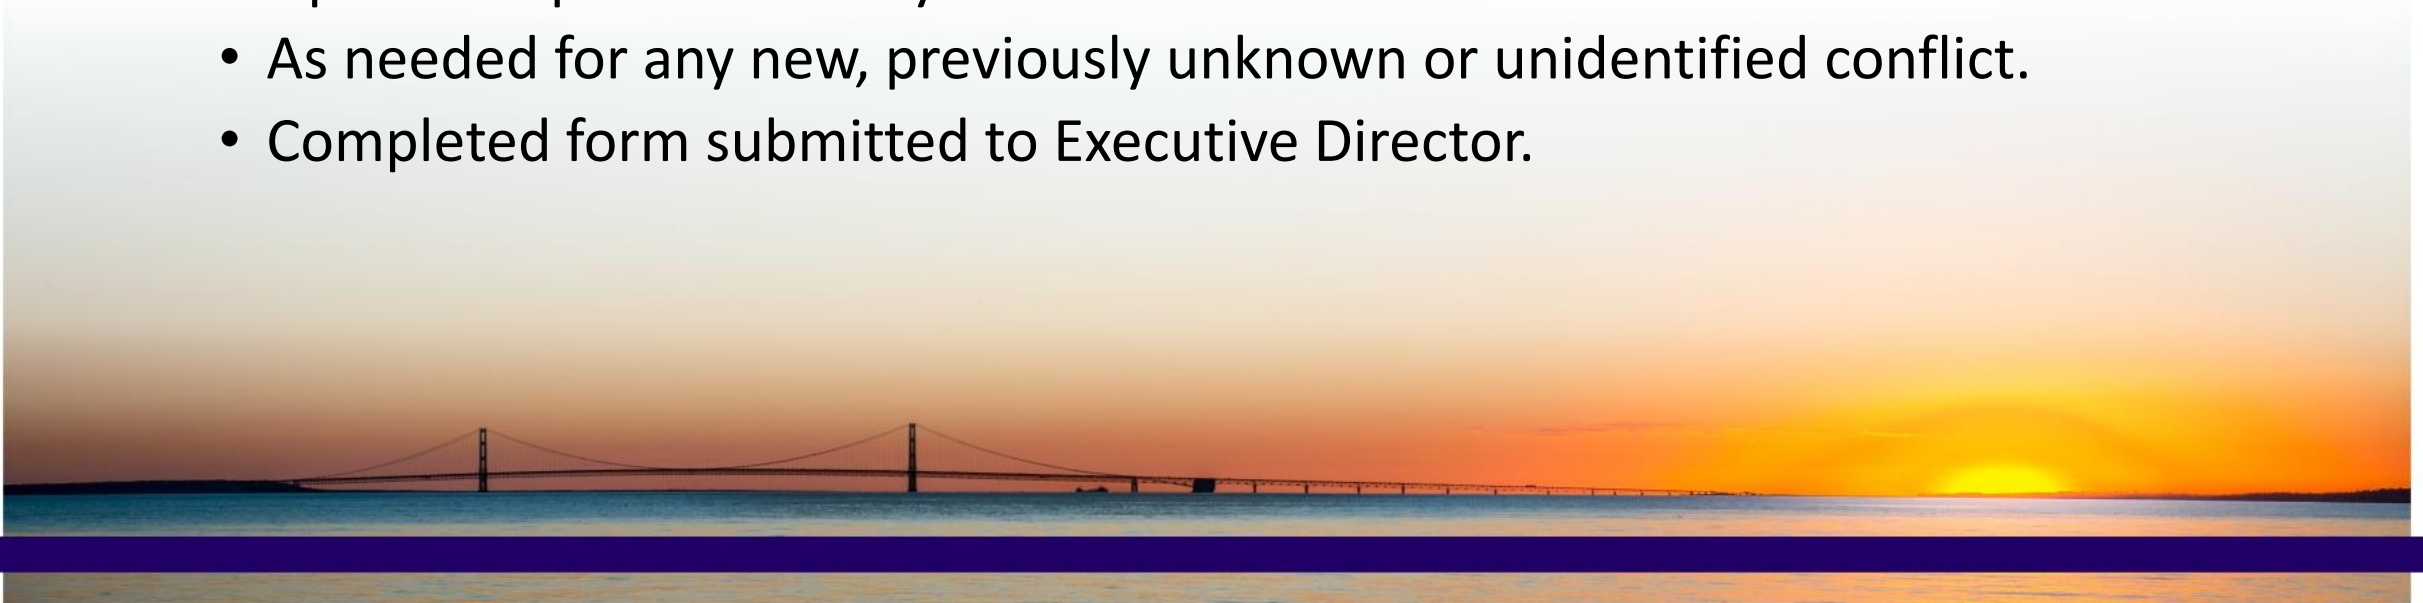 • As needed for any new, previously unknown or unidentified conflict.
• Completed form submitted to Executive Director.